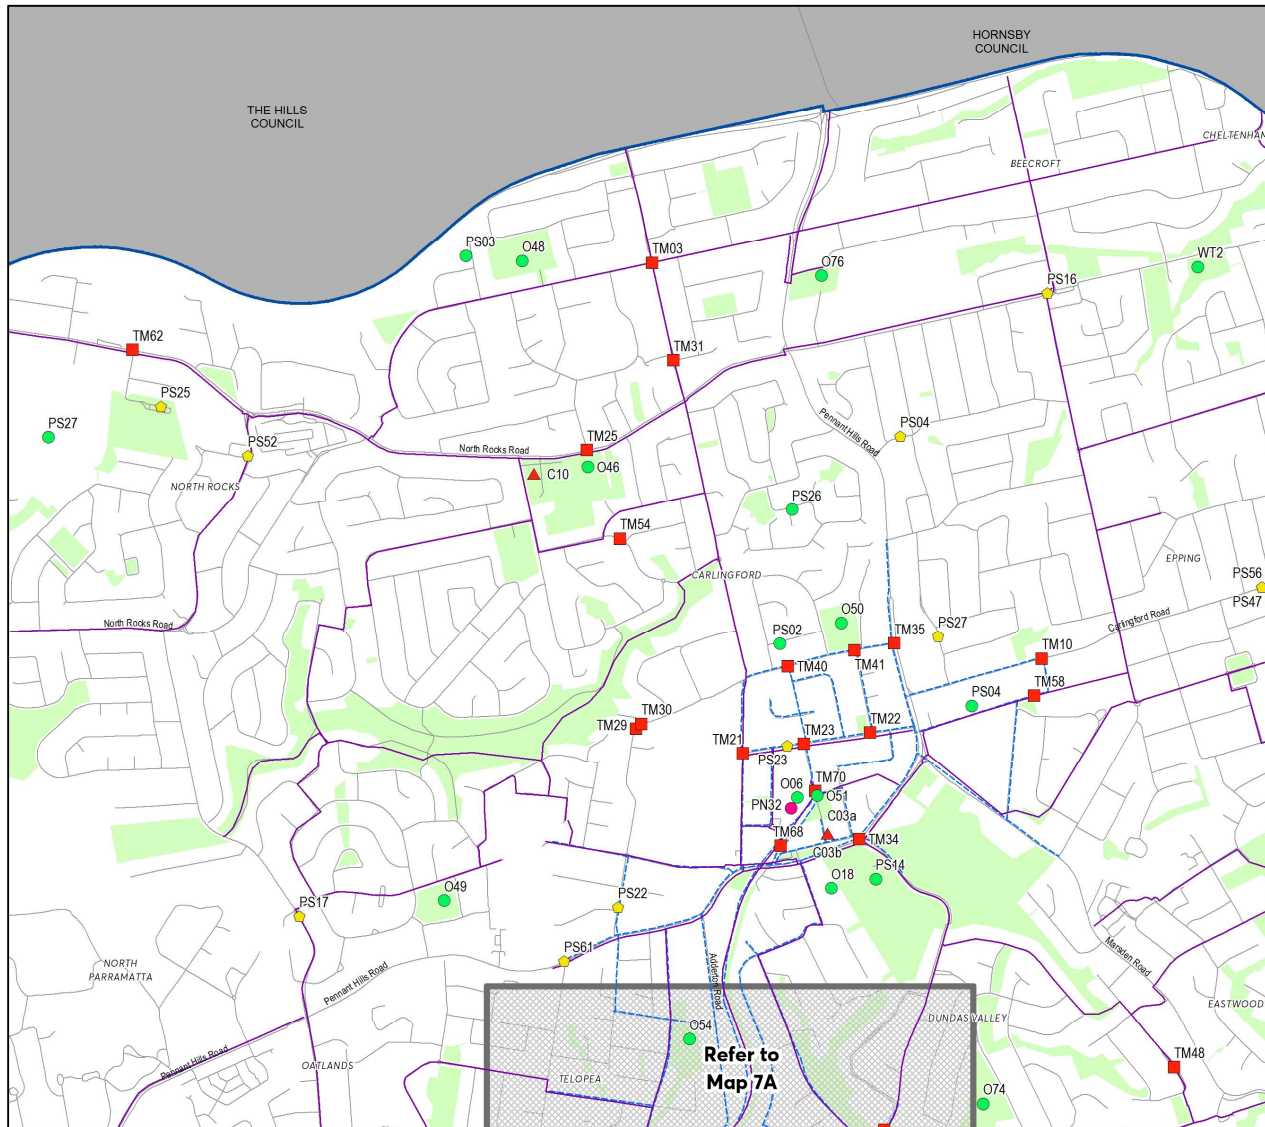 HORNSBY
COUNCIL
THE HILLS
COUNCIL
CHELTENHAM
BEECROFT
PS03
O48
TM03
O76
WT2
PS16
TM62
TM31
PS25
PS27
PS52
Pennant Hills Road
PS04
TM25
North Rocks Road
C10
O46
NORTH ROCKS
PS26
TM54
EPPING
CARLINGFORD
PS56
PS47
O50
Carlingford Road
North Rocks Road
PS02
TM35
PS27
TM41
TM40
TM10
TM58
PS04
TM30
TM29
TM22
TM23
TM21
PS23
TM70
O06
O51
PN32
C03a
TM68
TM34
C03b
PS14
O18
O49
PS22
PS17
PS61
Marsden Road
NORTH
PARRAMATTA
Pennant Hills Road
Adderton Road
EASTWOOD
DUNDAS VALLEY
O54
Refer to
Map 7A
Pennant Hills Road
OATLANDS
TELOPEA
TM48
O74